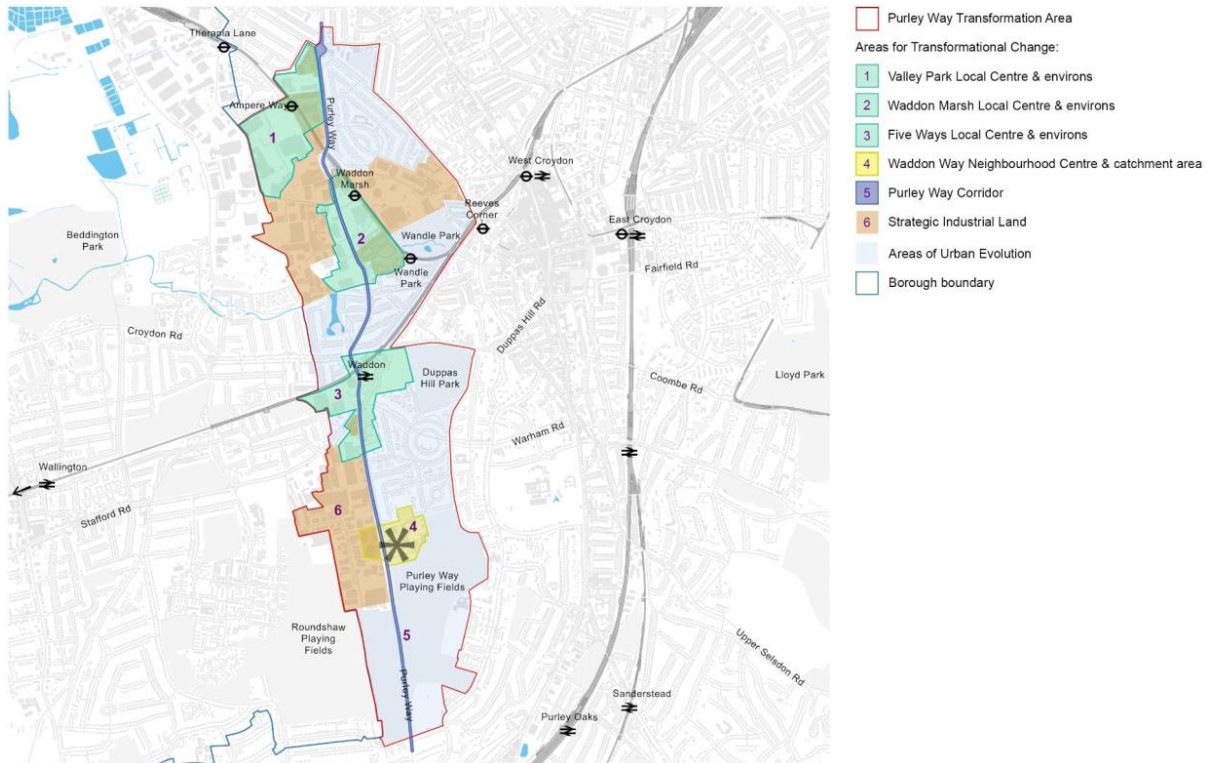 Therapia Lane
Ampere Way
1
Purley Way
Waddon
Marsh
West Croydon
Reeves
Corner
East Croydon
Beddington
Park
2
Wandle Park
Wandle
Park
Fairfield Rd
Croydon Rd
Duppas Hill Rd
Waddon
Duppas
Hill Park
Lloyd Park
Coombe Rd
3
Warham Rd
Wallington
Stafford Rd
6
4
Purley Way
Playing Fields
Roundshaw
Playing
Fields
5
Upper Selsdon Rd
Purley Way
Sanderstead
Purley Oaks
Purley Way Transformation Area
Areas for Transformational Change:
1 Valley Park Local Centre & environs
2 Waddon Marsh Local Centre & environs
3 Five Ways Local Centre & environs
4 Waddon Way Neighbourhood Centre & catchment area
5 Purley Way Corridor
6 Strategic Industrial Land
Areas of Urban Evolution
Borough boundary